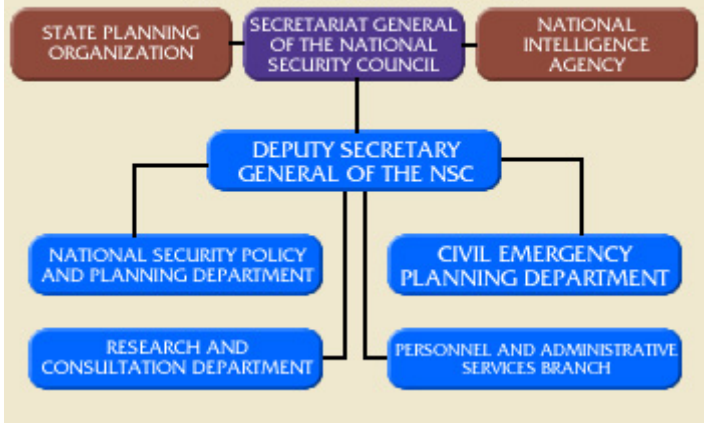 STATE PLANNING
ORGANIZATION
SECRETARIAT GENERAL
OF THE NATIONAL
SECURITY COUNCIL
NATIONAL
INTELLIGENCE
AGENCY
DEPUTY SECRETARY
GENERAL OF THE NSC
NATIONAL SECURITY POLICY
AND PLANNING DEPARTMENT
CIVIL EMERGENCY
PLANNING DEPARTMENT
RESEARCH AND
CONSULTATION DEPARTMENT
PERSONNEL AND ADMINISTRATIVE
SERVICES BRANCH